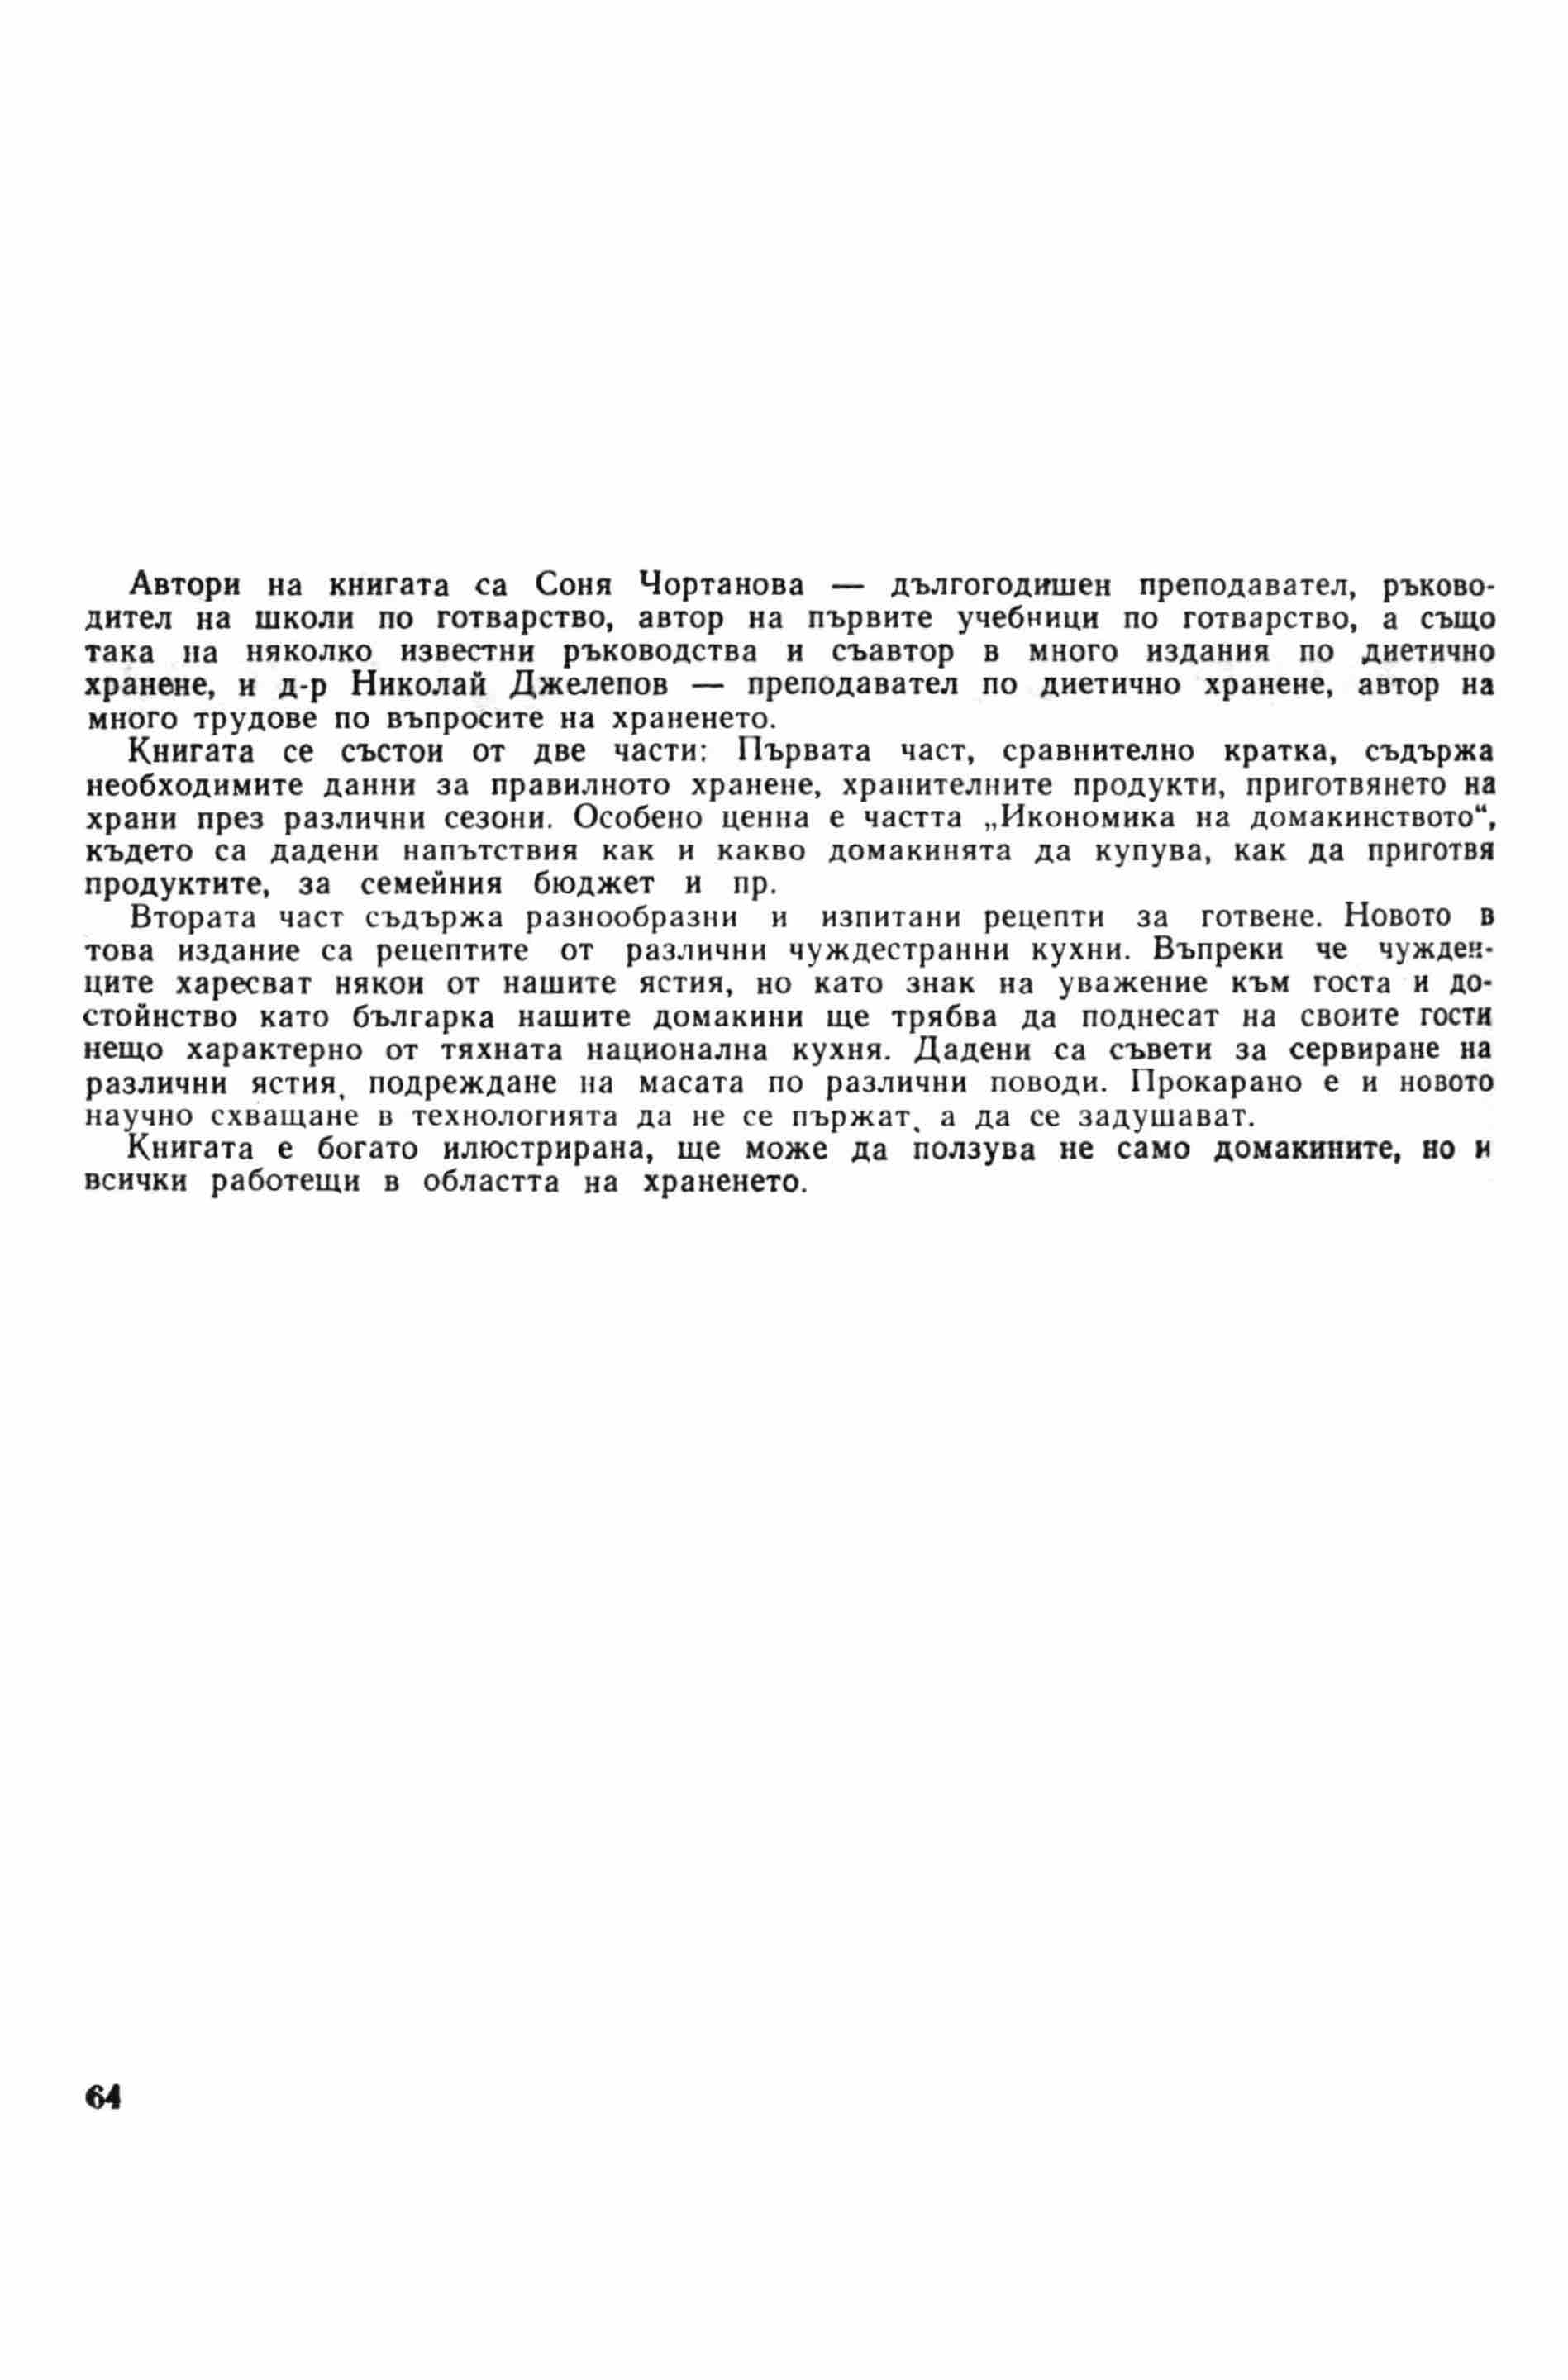 Автори на книгата са Соня Чортанова — дългогодишен преподавател, ръково-
дител на школи по готварство, автор на първите учебници по готварство, а също
така на няколко известни ръководства и съавтор в много издания по диетично
хранене, и д-р Николай Джелепов — преподавател по диетично хранене, автор на
много трудове по въпросите на храненето.
Книгата се състои от две части: Първата част, сравнително кратка, съдържа
необходимите данни за правилното хранене, хранителните продукти, приготвянето на
храни през различни сезони. Особено ценна е частта „Икономика на домакинството“,
където са дадени напътствия как и какво домакинята да купува, как да приготвя
продуктите, за семейния бюджет и пр.
Втората част съдържа разнообразни и изпитани рецепти за готвене. Новото в
това издание са рецептите от различни чуждестранни кухни. Въпреки че чужден-
ците харесват някои от нашите ястия, но като знак на уважение към госта и до-
стойнство като българка нашите домакини ще трябва да поднесат на своите гости
нещо характерно от тяхната национална кухня. Дадени са съвети за сервиране на
различни ястия, подреждане на масата по различни поводи. Прокарано е и новото
научно схващане в технологията да не се пържат, а да се задушават.
Книгата е богато илюстрирана, ще може да ползува не само домакините, но и
всички работещи в областта на храненето.
64